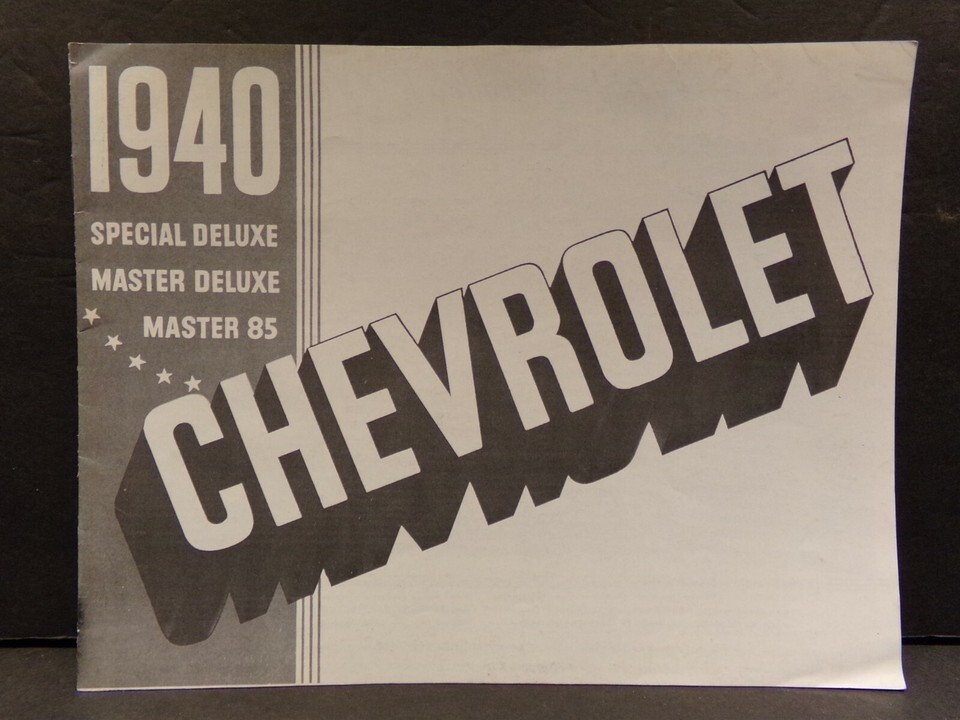 1940
SPECIAL DELUXE
MASTER DELUXE
MASTER 85
CHEVROLET